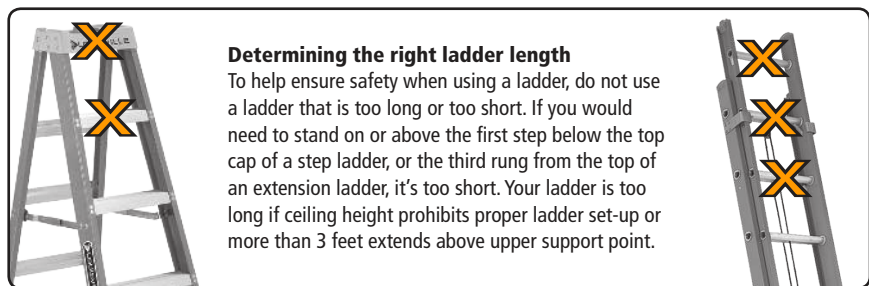 Determining the right ladder length
To help ensure safety when using a ladder, do not use
a ladder that is too long or too short. If you would
need to stand on or above the first step below the top
cap of a step ladder, or the third rung from the top of
an extension ladder, it's too short. Your ladder is too
long if ceiling height prohibits proper ladder set-up or
more than 3 feet extends above upper support point.